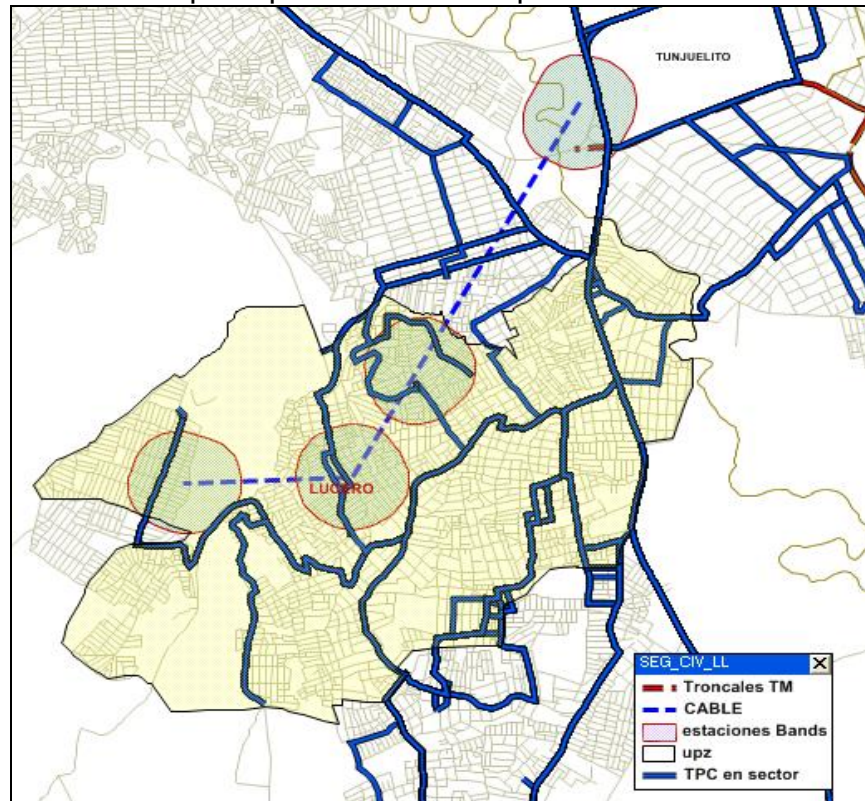 TUNJUELITO
LUCERO
SEG_CIV_LL
Troncales TM
CABLE
estaciones Bands
upz
TPC en sector